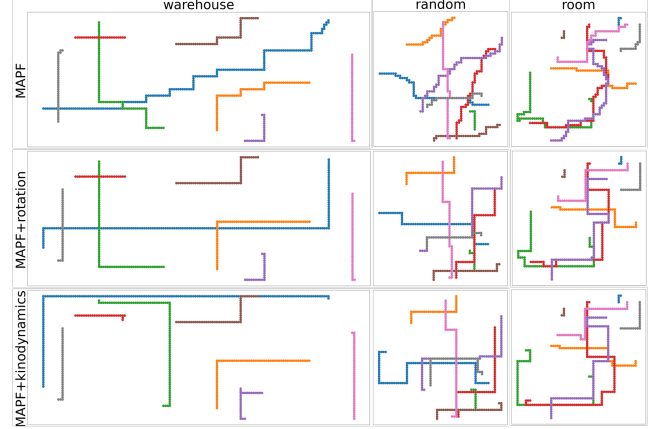 warehouse
random
room
MAPF
MAPF+rotation
MAPF+kinodynamics